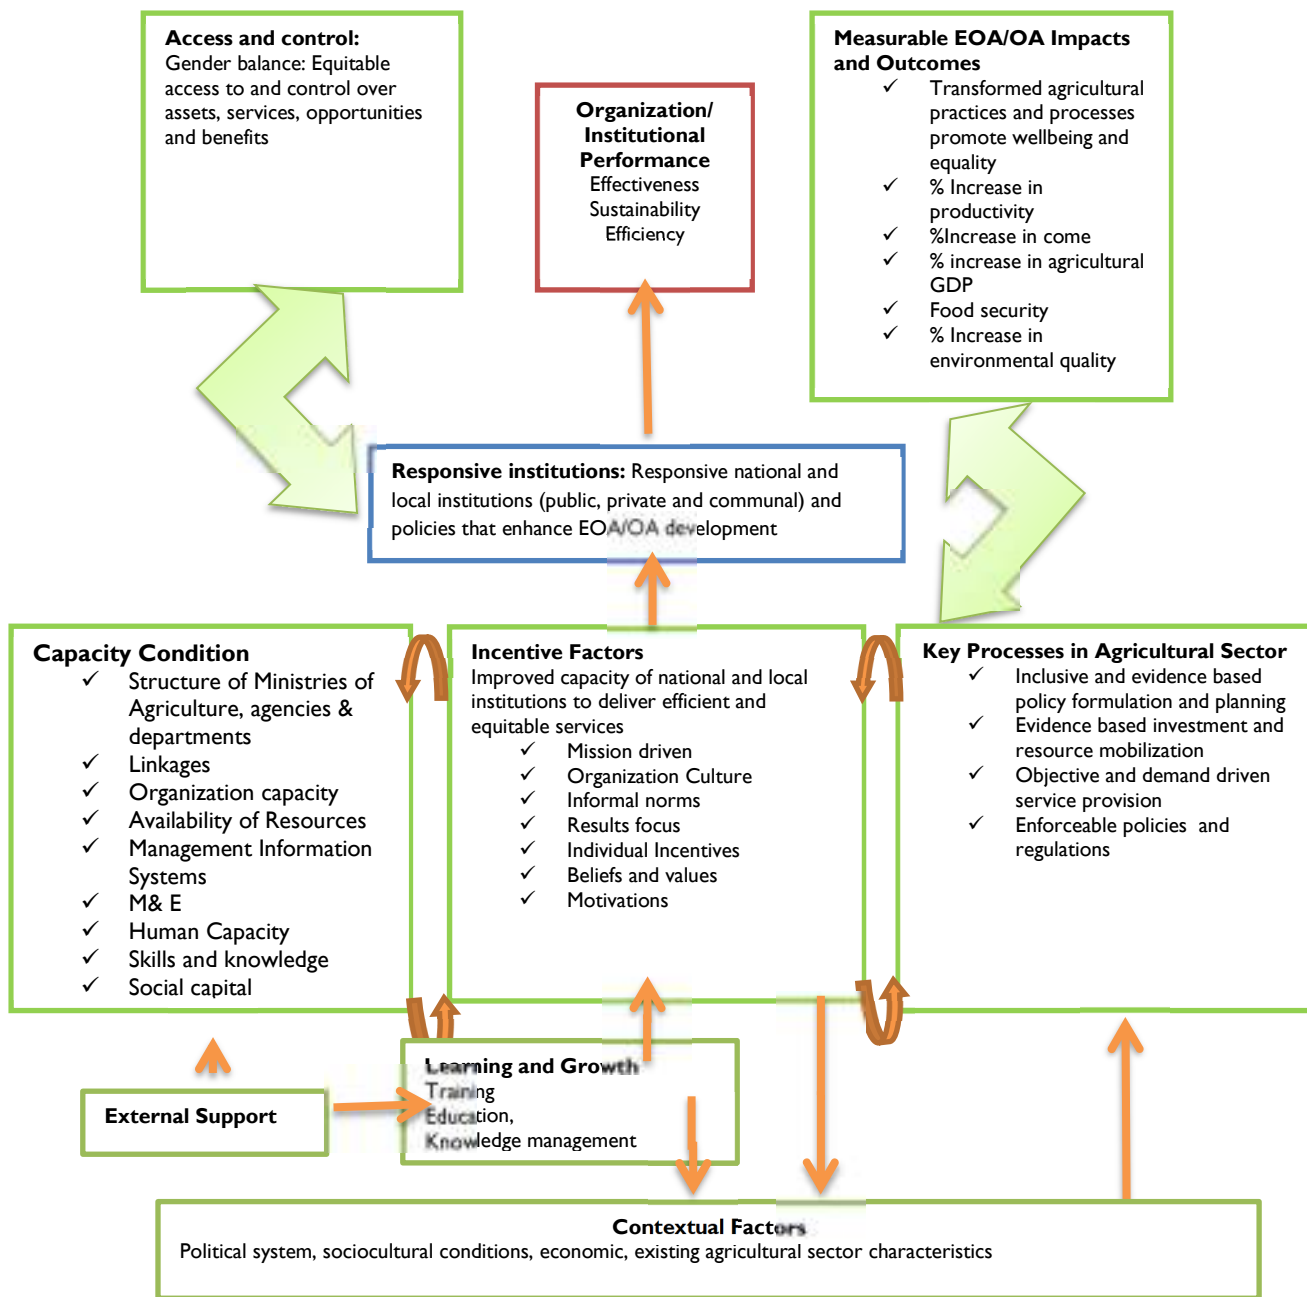 Access and control:
Gender balance: Equitable
access to and control over
assets, services, opportunities
and benefits
Organization/
Institutional
Performance
Effectiveness
Sustainability
Efficiency
Measurable EOA/OA Impacts
and Outcomes
✓ Transformed agricultural
practices and processes
promote wellbeing and
equality
✓ % Increase in
productivity
✓ %Increase in come
✓ % increase in agricultural
GDP
✓ Food security
✓ % Increase in
environmental quality
Responsive institutions: Responsive national and
local institutions (public, private and communal) and
policies that enhance EOA/OA development
Capacity Condition
✓ Structure of Ministries of
Agriculture, agencies &
departments
✓ Linkages
✓ Organization capacity
✓ Availability of Resources
✓ Management Information
Systems
✓ M& E
✓ Human Capacity
✓ Skills and knowledge
✓ Social capital
Incentive Factors
Improved capacity of national and local
institutions to deliver efficient and
equitable services
✓ Mission driven
✓ Organization Culture
✓ Informal norms
✓ Results focus
✓ Individual Incentives
✓ Beliefs and values
✓ Motivations
Key Processes in Agricultural Sector
✓ Inclusive and evidence based
policy formulation and planning
✓ Evidence based investment and
resource mobilization
✓ Objective and demand driven
service provision
✓ Enforceable policies and
regulations
External Support
Learning and Growth
Training
Education,
Knowledge management
Contextual Factors
Political system, sociocultural conditions, economic, existing agricultural sector characteristics